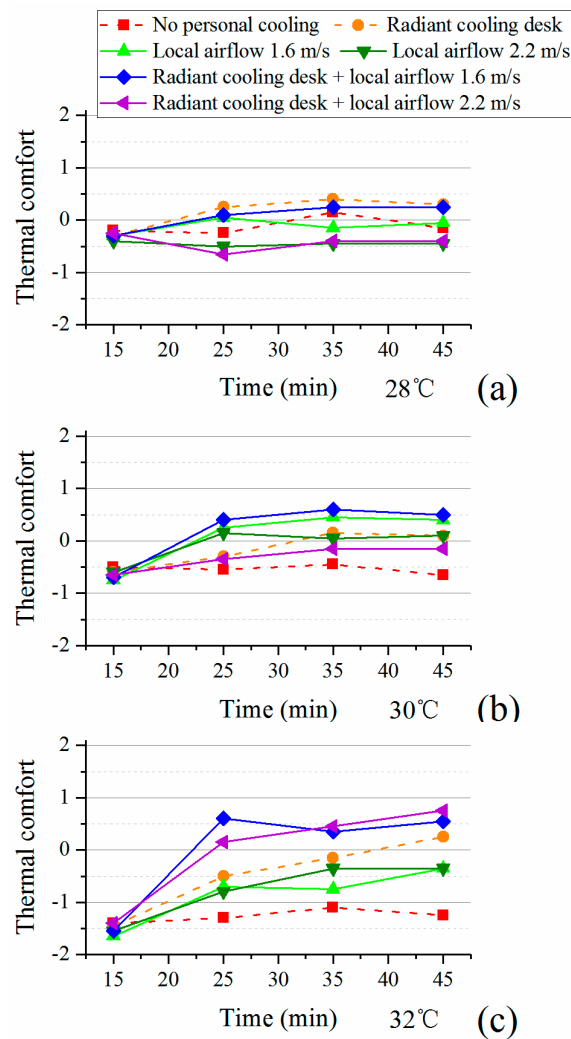 No personal cooling Radiant cooling desk
Local airflow 1.6 m/s Local airflow 2.2 m/s
Radiant cooling desk + local airflow 1.6 m/s
Radiant cooling desk + local airflow 2.2 m/s
2
1
0
-1
-2
Thermal comfort
15 20 25 30 35 40 45
Time (min) 28℃ (a)
2
1
0
-1
-2
Thermal comfort
15 20 25 30 35 40 45
Time (min) 30℃ (b)
2
1
0
-1
-2
Thermal comfort
15 20 25 30 35 40 45
Time (min) 32℃ (c)